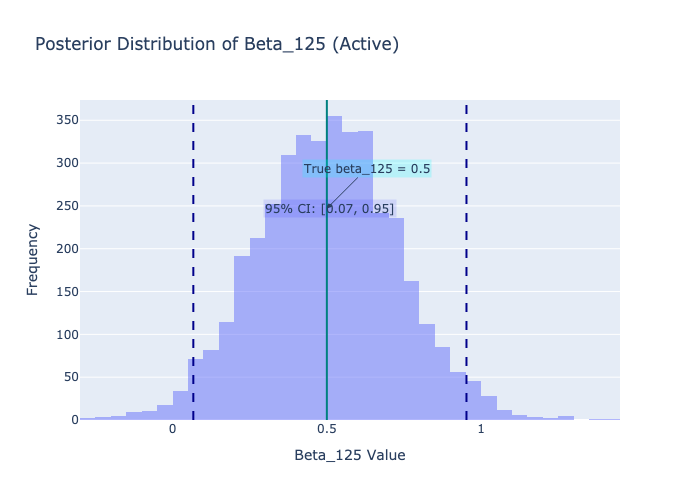 Posterior Distribution of Beta_125 (Active)
350
300
250
200
150
100
50
0
Frequency
True beta_125 = 0.5
95% CI: [0.07, 0.95]
0
0.5
1
Beta_125 Value